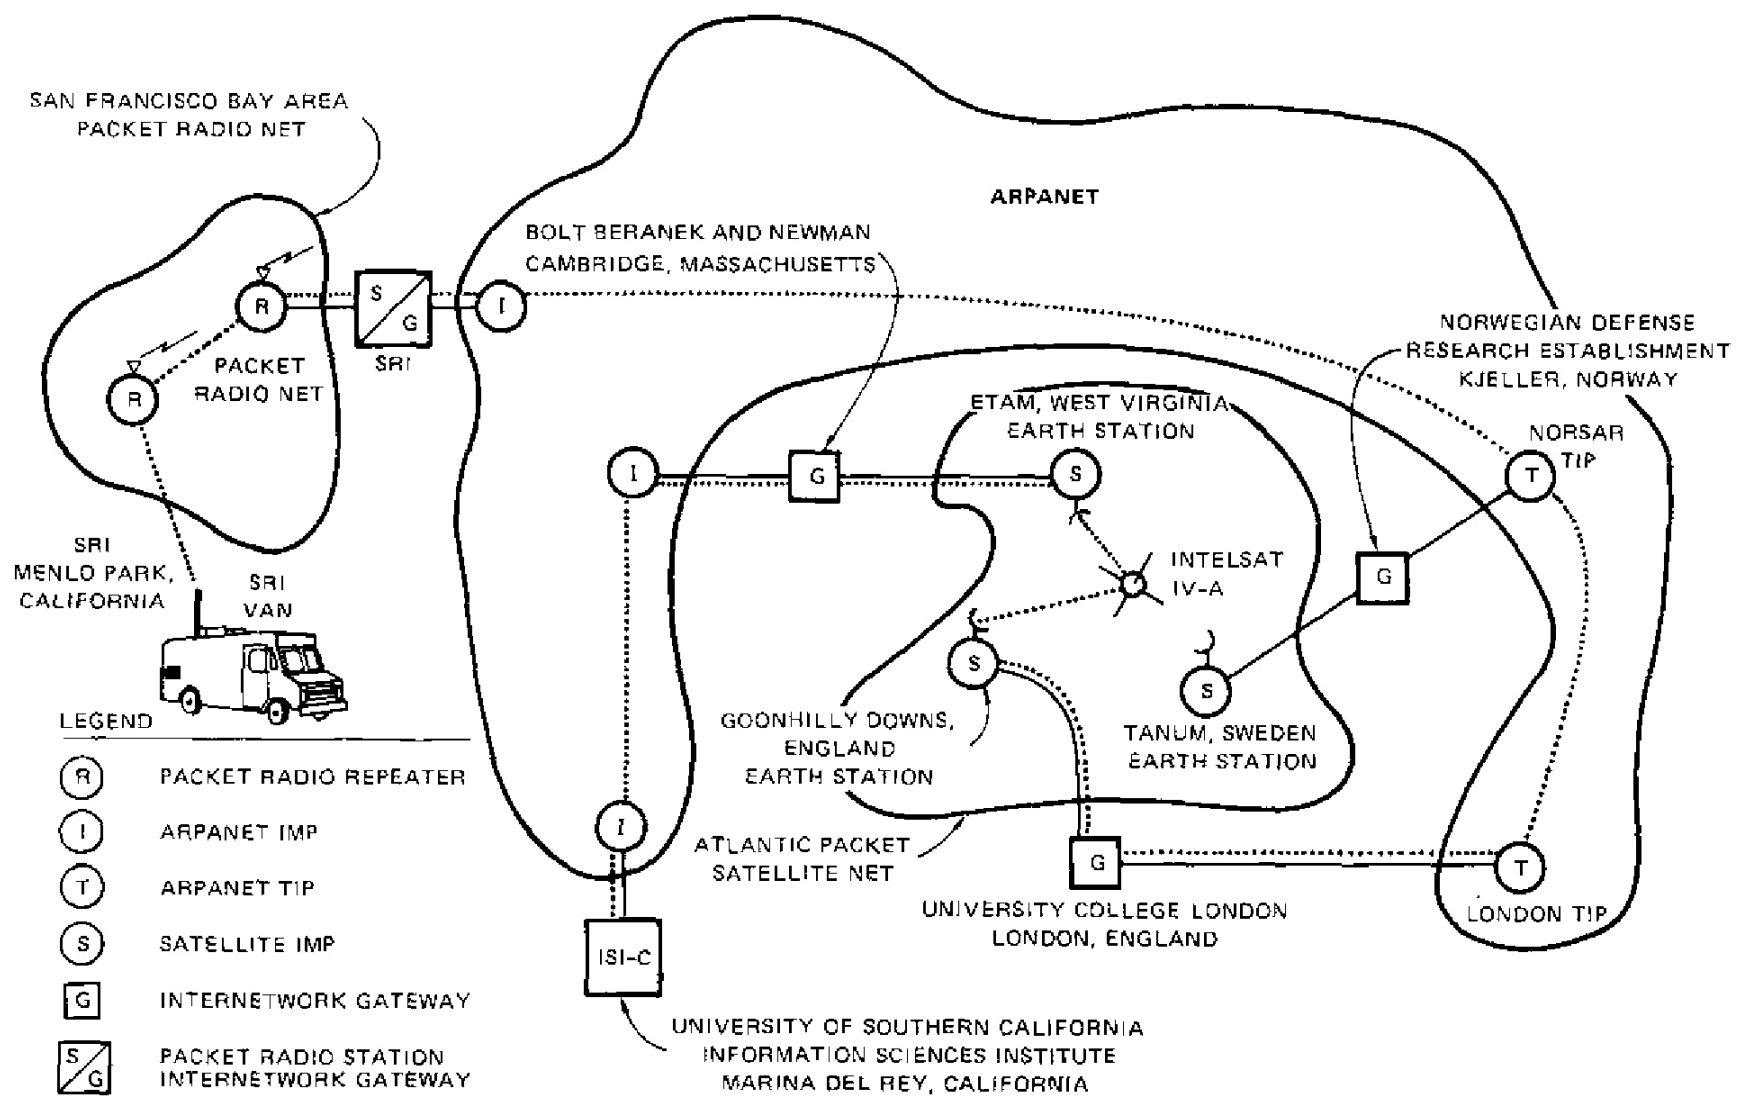 SAN FRANCISCO BAY AREA
PACKET RADIO NET
ARPANET
BOLT BERANEK AND NEWMAN
CAMBRIDGE, MASSACHUSETTS
R
S
G
I
SRI
PACKET
RADIO NET
R
NORWEGIAN DEFENSE
RESEARCH ESTABLISHMENT
KJELLER, NORWAY
ETAM, WEST VIRGINIA
EARTH STATION
NORSAR
TIP
I
G
S
T
SRI
MENLO PARK,
CALIFORNIA
SRI
VAN
INTELSAT
IV-A
G
S
S
GOONHILLY DOWNS,
ENGLAND
EARTH STATION
TANUM, SWEDEN
EARTH STATION
I
ATLANTIC PACKET
SATELLITE NET
G
T
UNIVERSITY COLLEGE LONDON
LONDON, ENGLAND
LONDON TIP
ISI-C
UNIVERSITY OF SOUTHERN CALIFORNIA
INFORMATION SCIENCES INSTITUTE
MARINA DEL REY, CALIFORNIA
LEGEND
R PACKET RADIO REPEATER
I ARPANET IMP
T ARPANET TIP
S SATELLITE IMP
G INTERNETWORK GATEWAY
S PACKET RADIO STATION
G INTERNETWORK GATEWAY